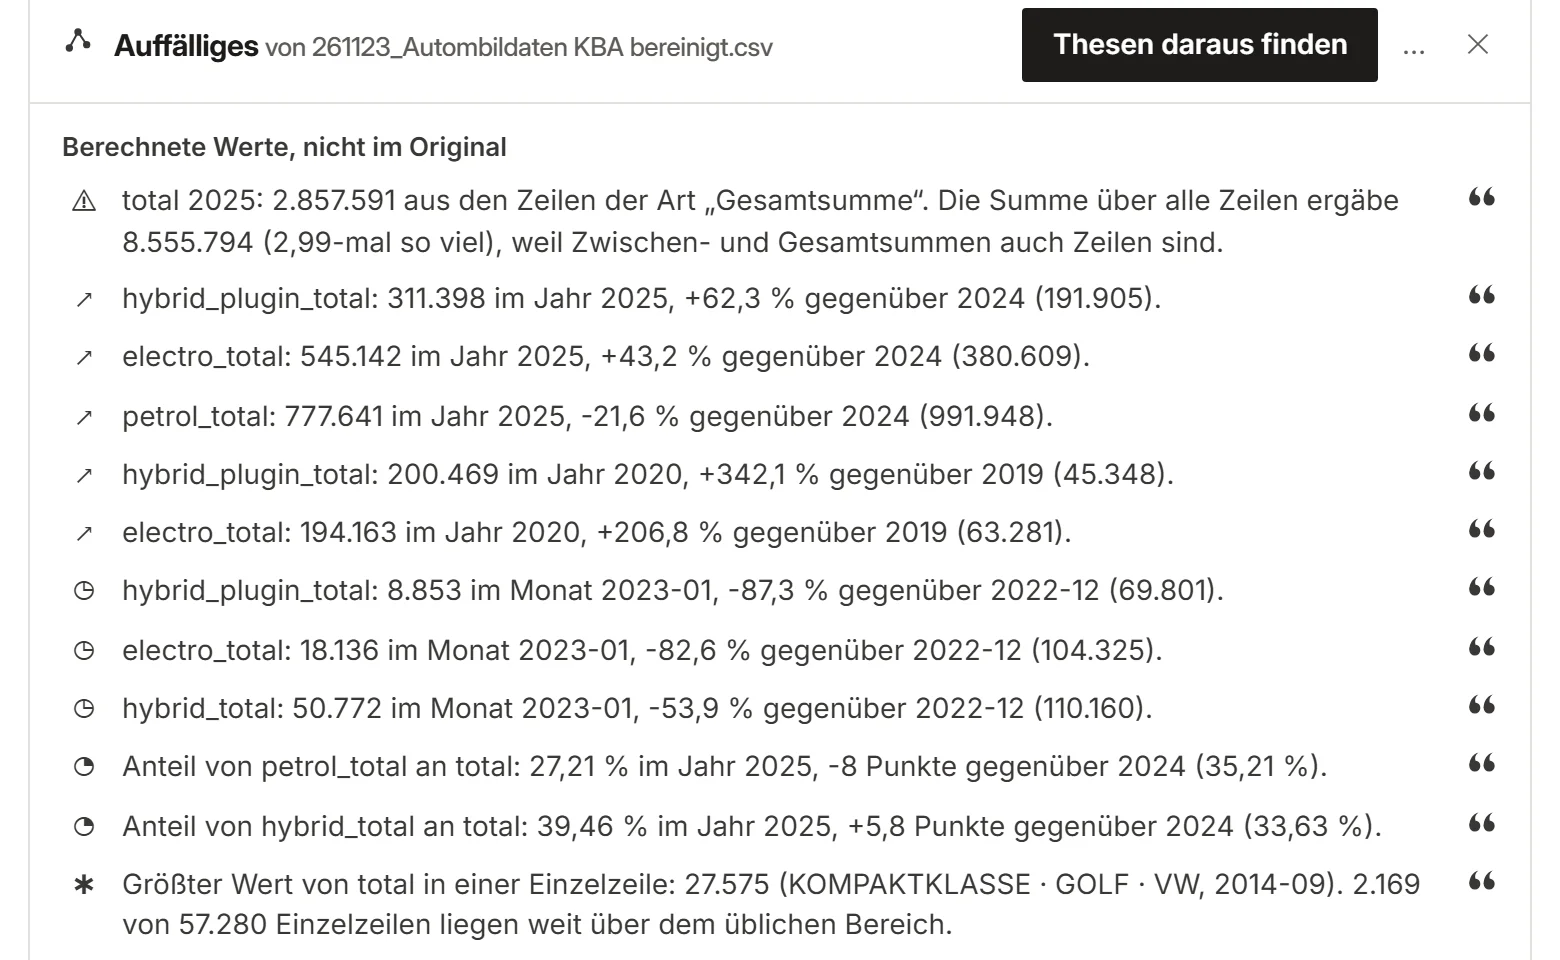 Auffälliges von 261123_Autombildaten KBA bereinigt.csv
Thesen daraus finden
...
Berechnete Werte, nicht im Original
total 2025: 2.857.591 aus den Zeilen der Art „Gesamtsumme“. Die Summe über alle Zeilen ergäbe
8.555.794 (2,99-mal so viel), weil Zwischen- und Gesamtsummen auch Zeilen sind.
hybrid_plugin_total: 311.398 im Jahr 2025, +62,3 % gegenüber 2024 (191.905).
electro_total: 545.142 im Jahr 2025, +43,2 % gegenüber 2024 (380.609).
petrol_total: 777.641 im Jahr 2025, -21,6 % gegenüber 2024 (991.948).
hybrid_plugin_total: 200.469 im Jahr 2020, +342,1 % gegenüber 2019 (45.348).
electro_total: 194.163 im Jahr 2020, +206,8 % gegenüber 2019 (63.281).
hybrid_plugin_total: 8.853 im Monat 2023-01, -87,3 % gegenüber 2022-12 (69.801).
electro_total: 18.136 im Monat 2023-01, -82,6 % gegenüber 2022-12 (104.325).
hybrid_total: 50.772 im Monat 2023-01, -53,9 % gegenüber 2022-12 (110.160).
Anteil von petrol_total an total: 27,21 % im Jahr 2025, -8 Punkte gegenüber 2024 (35,21 %).
Anteil von hybrid_total an total: 39,46 % im Jahr 2025, +5,8 Punkte gegenüber 2024 (33,63 %).
Größter Wert von total in einer Einzelzeile: 27.575 (KOMPAKTKLASSE · GOLF · VW, 2014-09). 2.169
von 57.280 Einzelzeilen liegen weit über dem üblichen Bereich.